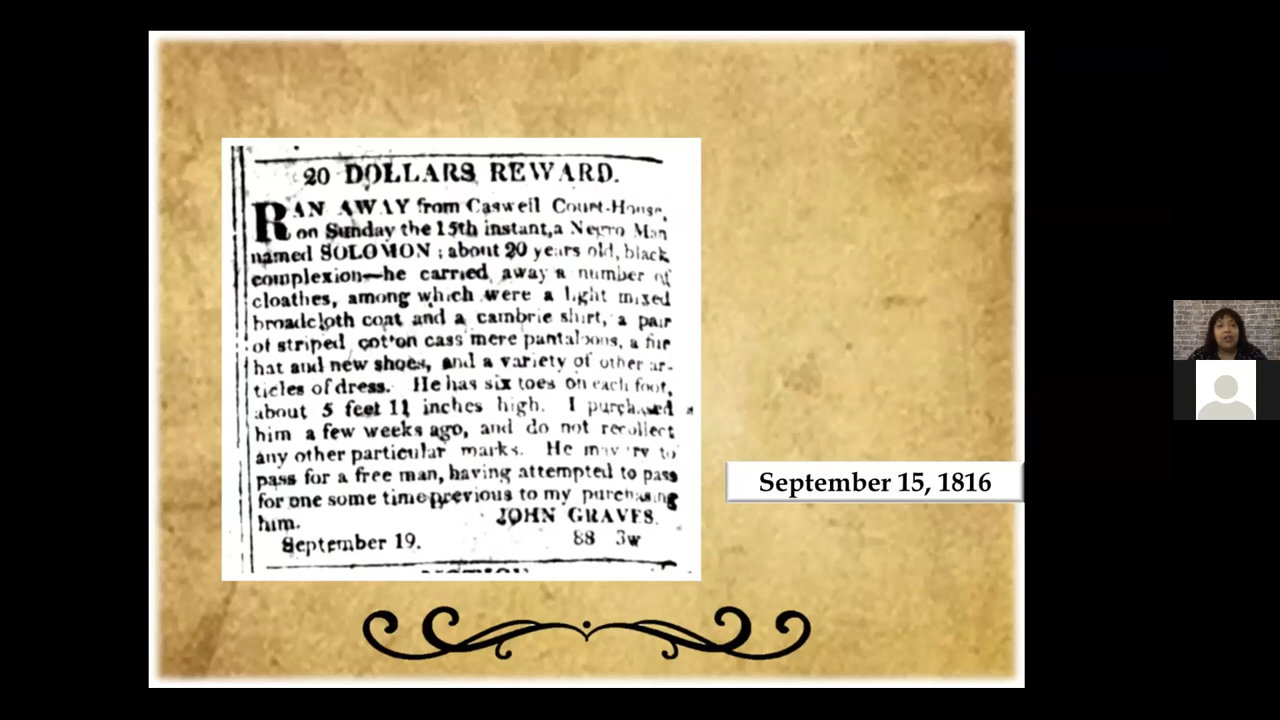 20 DOLLARS REWARD.
RAN AWAY from Caswell Court-House,
on Sunday the 15th instant, a Negro Man
named SOLOMON ; about 20 years old, black
complexion—he carried away a number of
cloathes, among which were a light mixed
broadcloth coat and a cambric shirt, a pair
of striped cotton cassmere pantaloons, a fur
hat and new shoes, and a variety of other ar-
ticles of dress. He has six toes on each foot,
about 5 feet 11 inches high. I purchased
him a few weeks ago, and do not recollect
any other particular marks. He may try to
pass for a free man, having attempted to pass
for one some time previous to my purchasing
him. JOHN GRAVES.
September 19. 88 3w
September 15, 1816